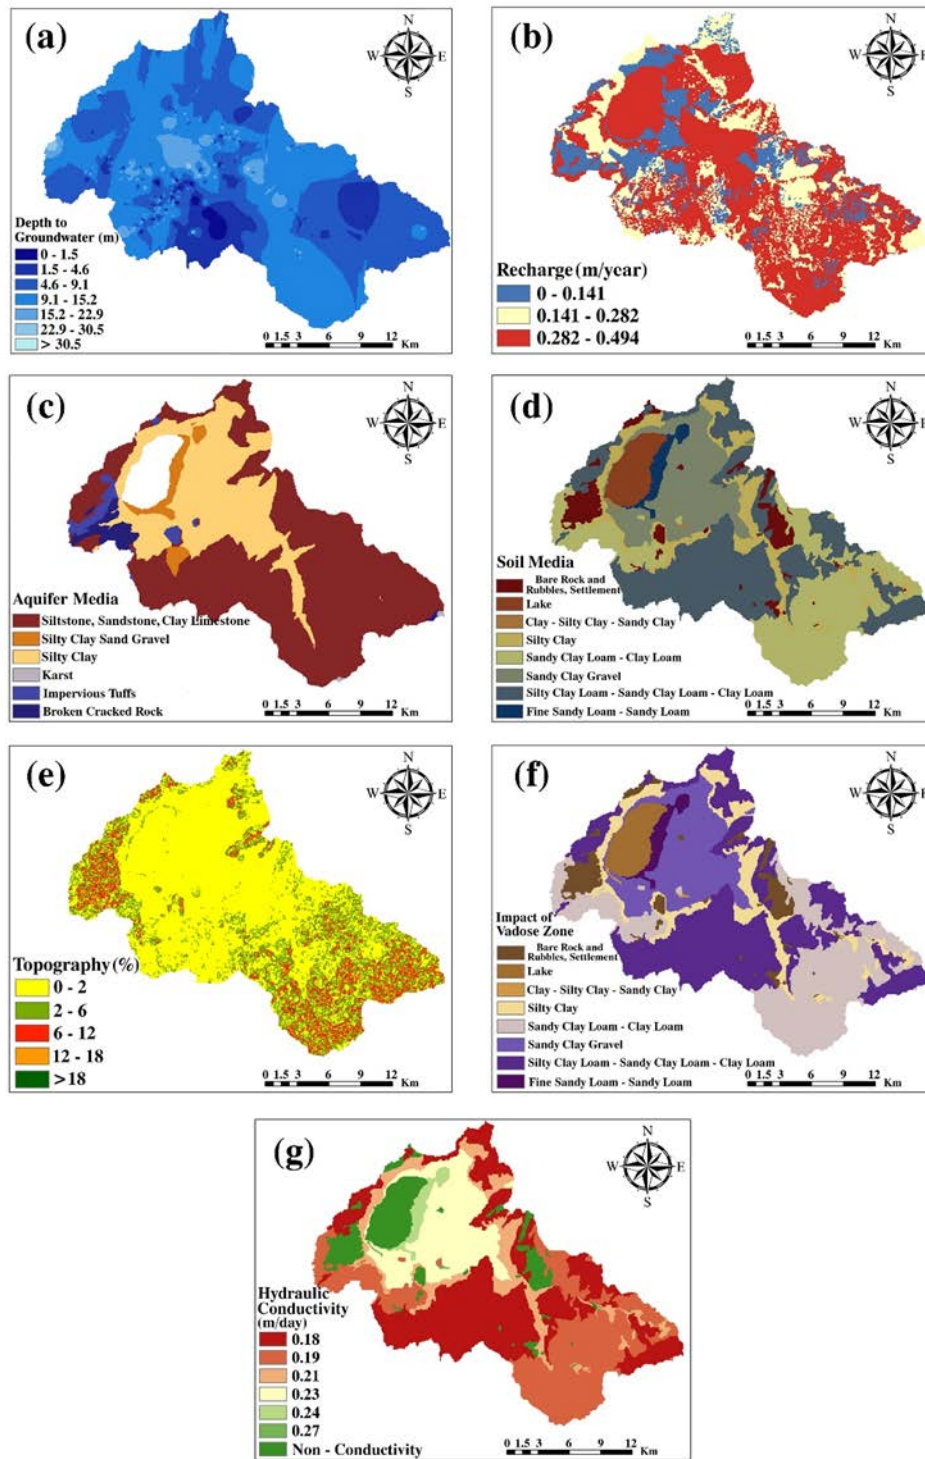 (a)
N
W E
S
Depth to
Groundwater (m)
0 - 1.5
1.5 - 4.6
4.6 - 9.1
9.1 - 15.2
15.2 - 22.9
22.9 - 30.5
> 30.5
0 1.5 3 6 9 12
Km
(b)
N
W E
S
Recharge (m/year)
0 - 0.141
0.141 - 0.282
0.282 - 0.494
0 1.5 3 6 9 12
Km
(c)
N
W E
S
Aquifer Media
Siltstone, Sandstone, Clay Limestone
Silty Clay Sand Gravel
Silty Clay
Karst
Impervious Tuffs
Broken Cracked Rock
0 1.5 3 6 9 12
Km
(d)
N
W E
S
Soil Media
Bare Rock and
Rubbles, Settlement
Lake
Clay - Silty Clay - Sandy Clay
Silty Clay
Sandy Clay Loam - Clay Loam
Sandy Clay Gravel
Silty Clay Loam - Sandy Clay Loam - Clay Loam
Fine Sandy Loam - Sandy Loam
0 1.5 3 6 9 12
Km
(e)
N
W E
S
Topography (%)
0 - 2
2 - 6
6 - 12
12 - 18
>18
0 1.5 3 6 9 12
Km
(f)
N
W E
S
Impact of
Vadose Zone
Bare Rock and
Rubbles, Settlement
Lake
Clay - Silty Clay - Sandy Clay
Silty Clay
Sandy Clay Loam - Clay Loam
Sandy Clay Gravel
Silty Clay Loam - Sandy Clay Loam - Clay Loam
Fine Sandy Loam - Sandy Loam
0 1.5 3 6 9 12
Km
(g)
N
W E
S
Hydraulic
Conductivity
(m/day)
0.18
0.19
0.21
0.23
0.24
0.27
Non - Conductivity
0 1.5 3 6 9 12
Km